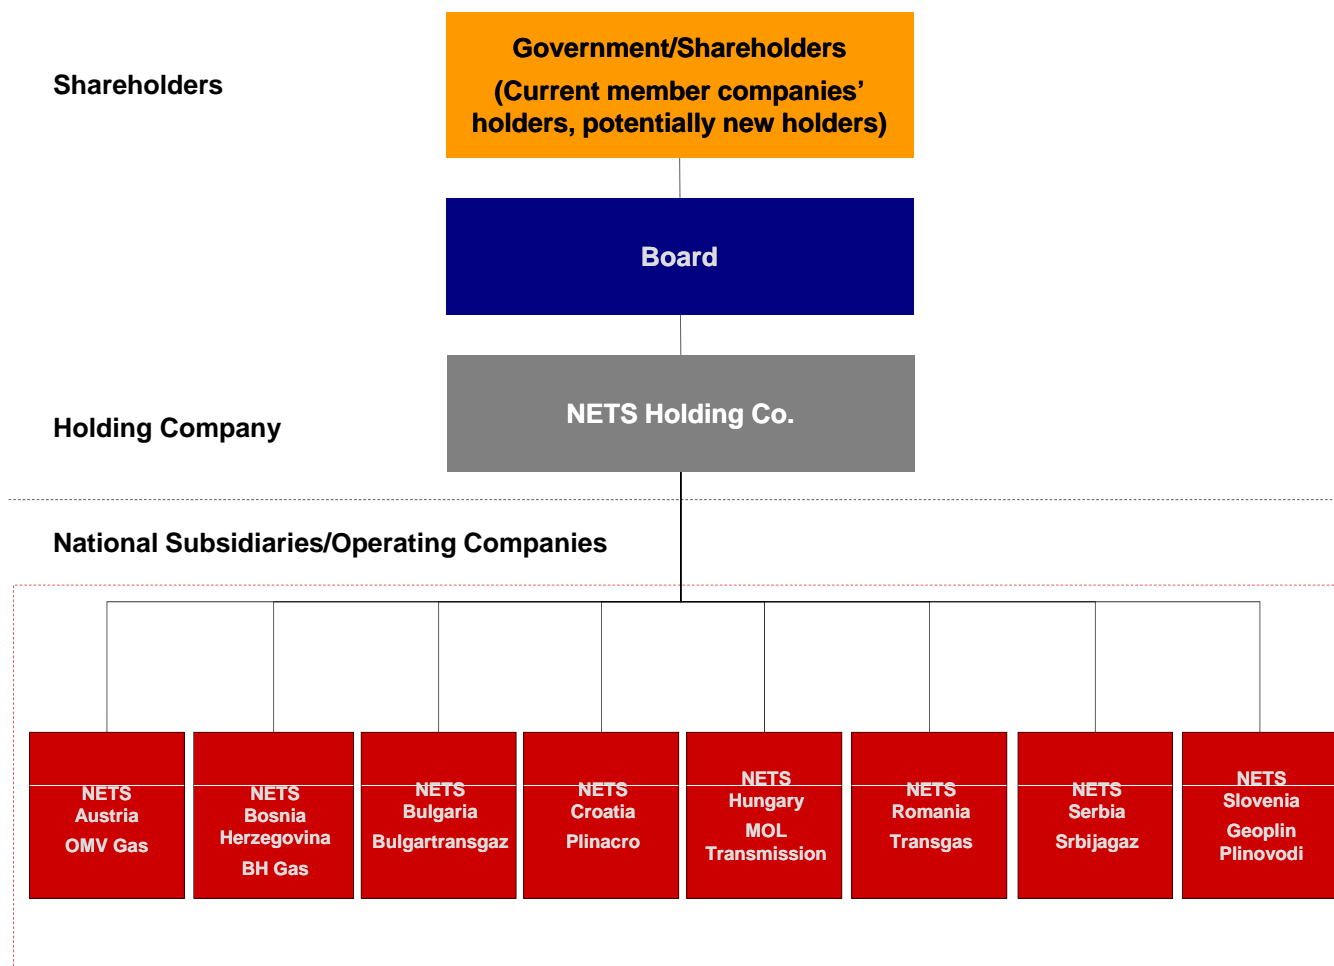 Government/Shareholders
(Current member companies’
holders, potentially new holders)
Shareholders
Board
NETS Holding Co.
Holding Company
National Subsidiaries/Operating Companies
NETS
Austria
OMV Gas
NETS
Bosnia
Herzegovina
BH Gas
NETS
Bulgaria
Bulgartransgaz
NETS
Croatia
Plinacro
NETS
Hungary
MOL
Transmission
NETS
Romania
Transgas
NETS
Serbia
Srbijagaz
NETS
Slovenia
Geoplin
Plinovodi